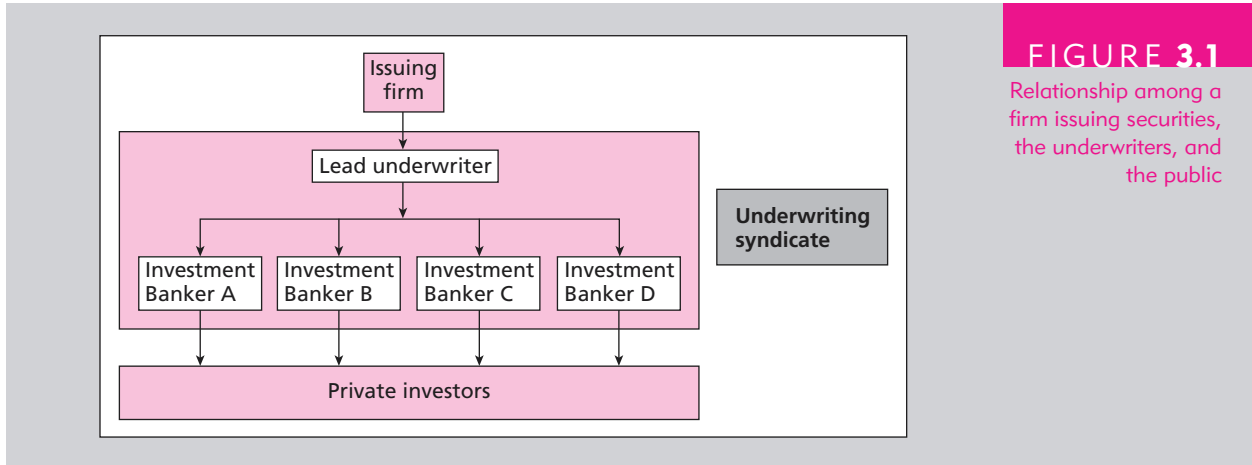 FIGURE 3.1
Relationship among a
firm issuing securities,
the underwriters, and
the public
Issuing
firm
Lead underwriter
Underwriting
syndicate
Investment
Banker A
Investment
Banker B
Investment
Banker C
Investment
Banker D
Private investors